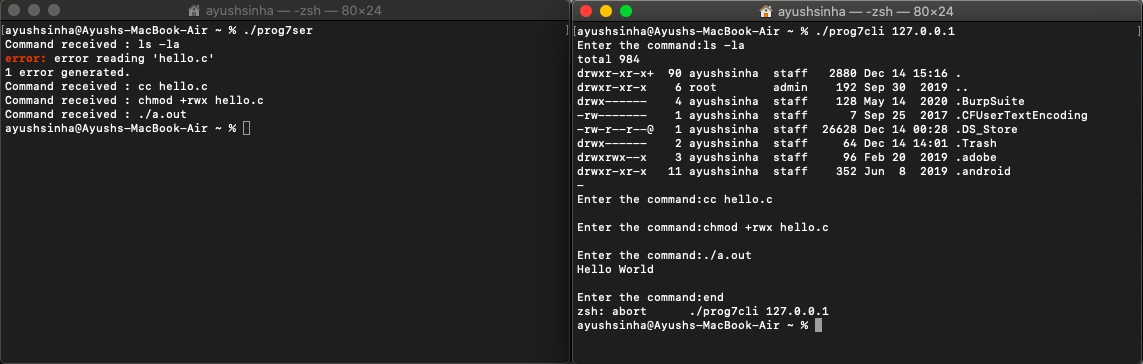 ayushsinha — -zsh — 80×24
[ayushsinha@Ayushs-MacBook-Air ~ % ./prog7ser ]
Command received : ls -la
error: error reading 'hello.c'
1 error generated.
Command received : cc hello.c
Command received : chmod +rwx hello.c
Command received : ./a.out
ayushsinha@Ayushs-MacBook-Air ~ %
ayushsinha — -zsh — 80×24
[ayushsinha@Ayushs-MacBook-Air ~ % ./prog7cli 127.0.0.1 ]
Enter the command:ls -la
total 984
drwxr-xr-x+  90 ayushsinha  staff   2880 Dec 14 15:16 .
drwxr-xr-x    6 root        admin    192 Sep 30  2019 ..
drwx------    4 ayushsinha  staff    128 May 14  2020 .BurpSuite
-rw-------    1 ayushsinha  staff      7 Sep 25  2017 .CFUserTextEncoding
-rw-r--r--@   1 ayushsinha  staff  26628 Dec 14 00:28 .DS_Store
drwx------    2 ayushsinha  staff     64 Dec 14 14:01 .Trash
drwxrwx--x    3 ayushsinha  staff     96 Feb 20  2019 .adobe
drwxr-xr-x   11 ayushsinha  staff    352 Jun  8  2019 .android
-
Enter the command:cc hello.c
Enter the command:chmod +rwx hello.c
Enter the command:./a.out
Hello World
Enter the command:end
zsh: abort      ./prog7cli 127.0.0.1
ayushsinha@Ayushs-MacBook-Air ~ %